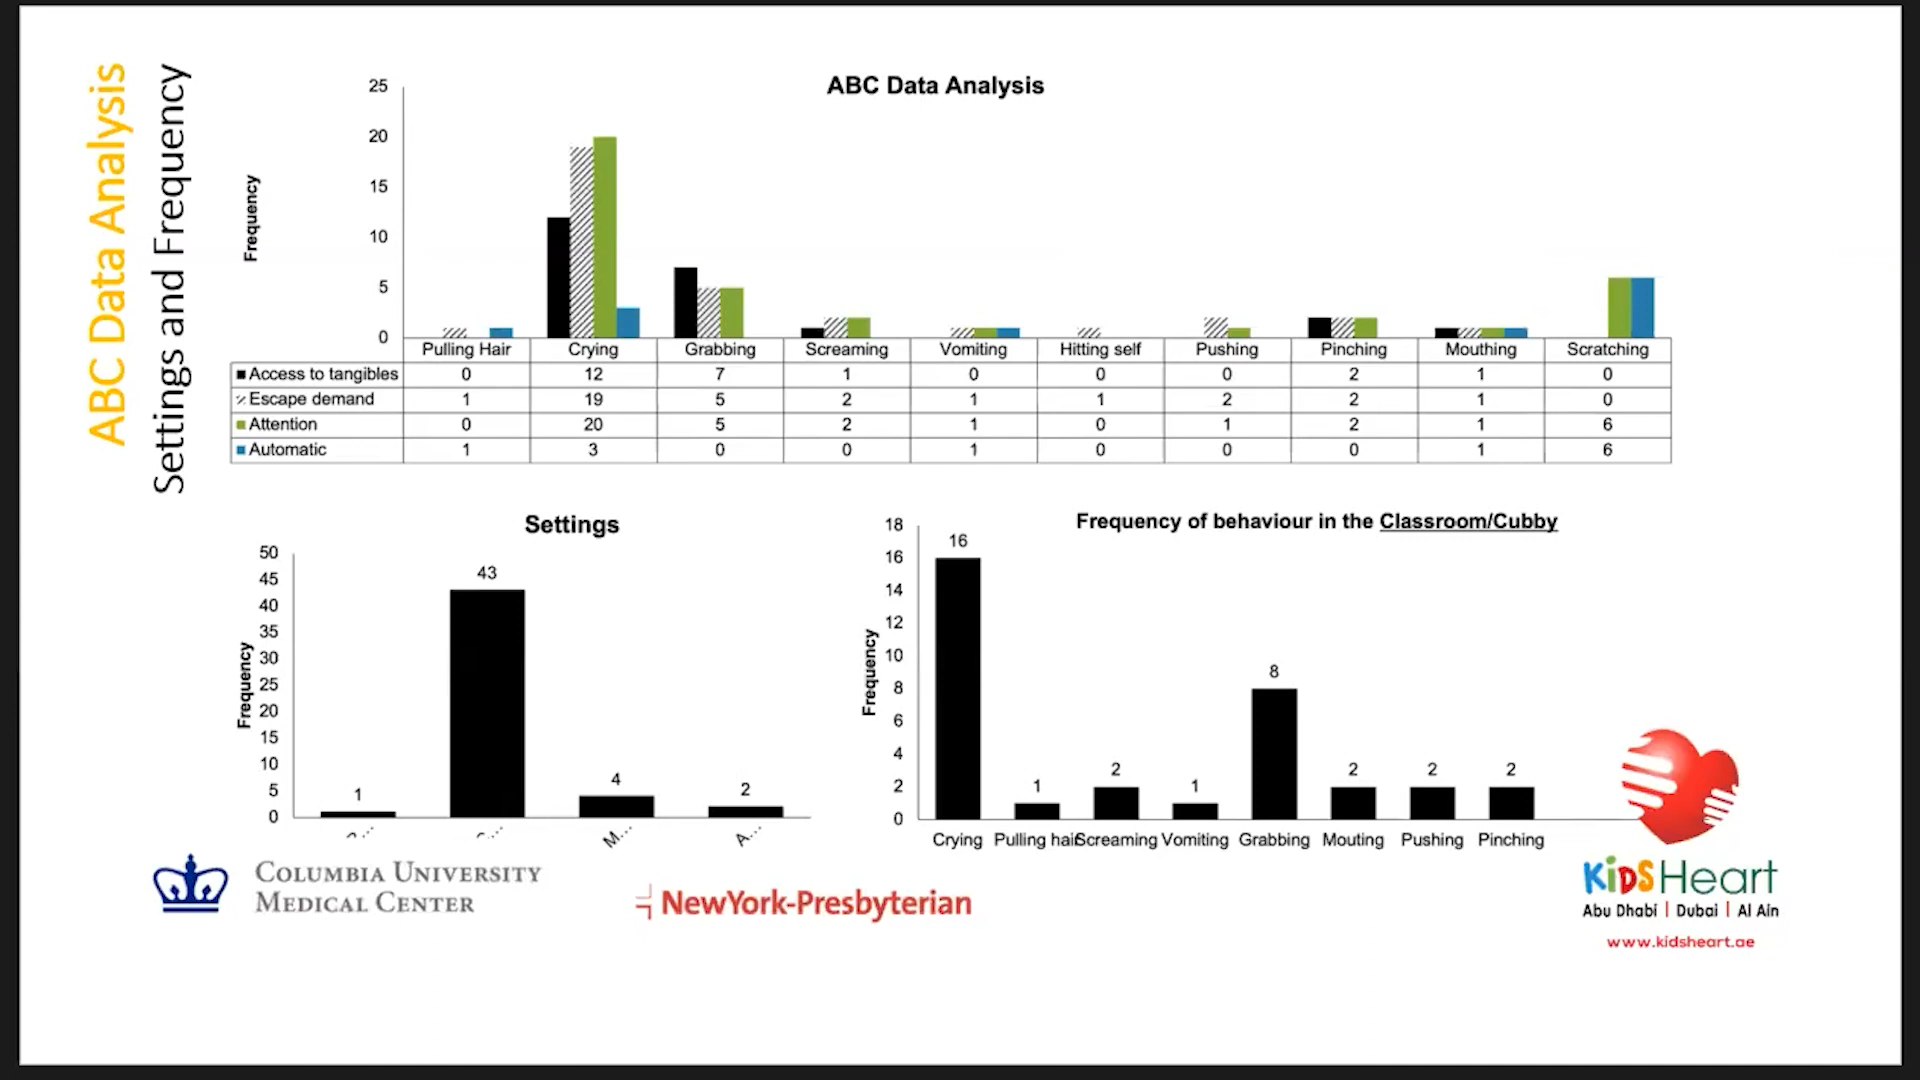 ABC Data Analysis
Settings and Frequency
ABC Data Analysis
Frequency
25
20
15
10
5
0
Pulling Hair Crying Grabbing Screaming Vomiting Hitting self Pushing Pinching Mouthing Scratching
Access to tangibles 0 12 7 1 0 0 0 2 1 0
Escape demand 1 19 5 2 1 1 2 2 1 0
Attention 0 20 5 2 1 0 1 2 1 6
Automatic 1 3 0 0 1 0 0 0 1 6
Settings
Frequency
50
45
40
35
30
25
20
15
10
5
0
1 43 4 2
M... A...
Frequency of behaviour in the Classroom/Cubby
Frequency
18
16
14
12
10
8
6
4
2
0
16 1 2 1 8 2 2 2
Crying Pulling hair Screaming Vomiting Grabbing Mouting Pushing Pinching
COLUMBIA UNIVERSITY
MEDICAL CENTER
NewYork-Presbyterian
KidS Heart
Abu Dhabi | Dubai | Al Ain
www.kidsheart.ae